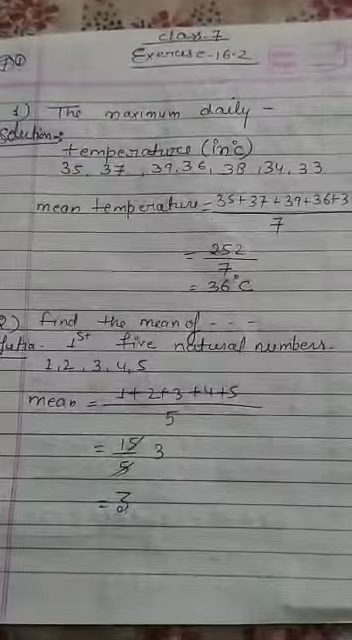 class-7
Exercise-16.2
1) The maximum daily -
Solution:-
temperature (in°C)
35, 37, 39, 36, 38, 34, 33
mean temperature = 35+37+39+36+3
7
= 252
7
= 36°C
2) find the mean of - - -
1st five natural numbers.
1, 2, 3, 4, 5
mean = 1+2+3+4+5
5
= 15 3
5
= 3